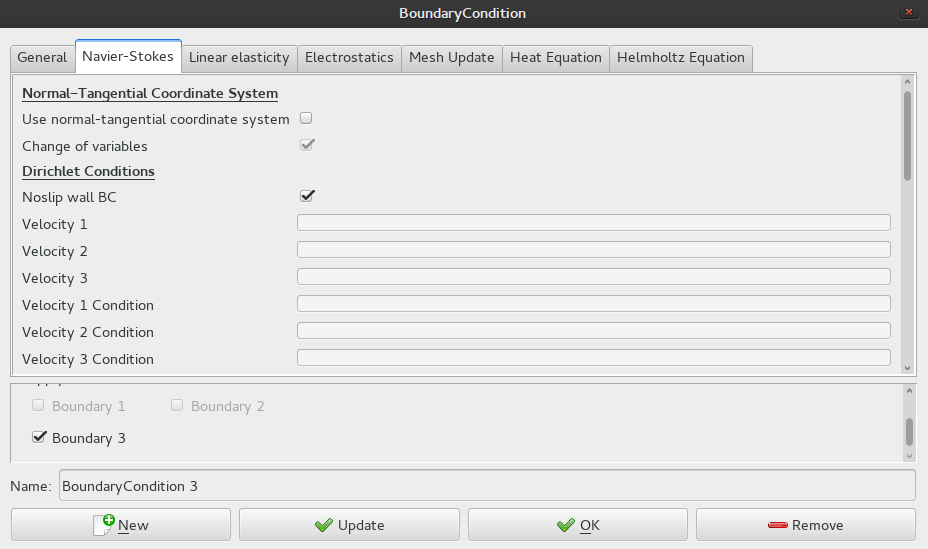 BoundaryCondition
General Navier-Stokes Linear elasticity Electrostatics Mesh Update Heat Equation Helmholtz Equation
Normal-Tangential Coordinate System
Use normal-tangential coordinate system
Change of variables
Dirichlet Conditions
Noslip wall BC
Velocity 1
Velocity 2
Velocity 3
Velocity 1 Condition
Velocity 2 Condition
Velocity 3 Condition
Boundary 1 Boundary 2
Boundary 3
Name: BoundaryCondition 3
New Update OK Remove